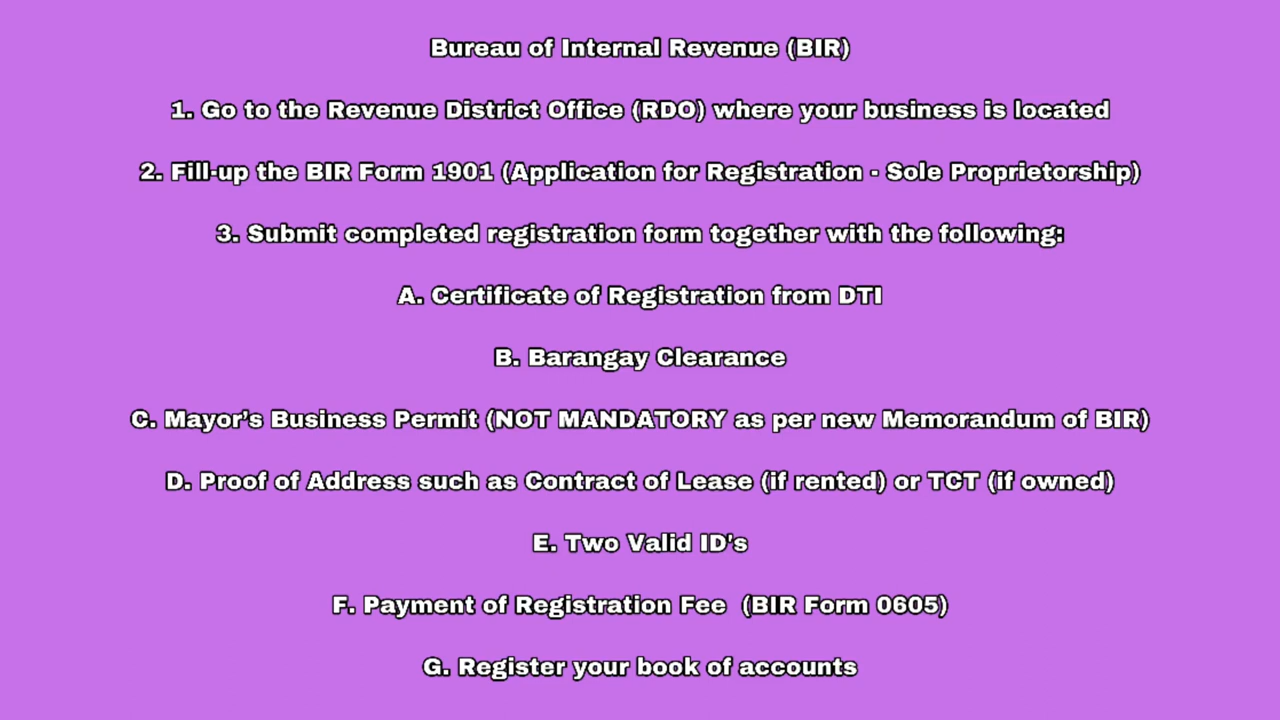 Bureau of Internal Revenue (BIR)
1. Go to the Revenue District Office (RDO) where your business is located
2. Fill-up the BIR Form 1901 (Application for Registration - Sole Proprietorship)
3. Submit completed registration form together with the following:
A. Certificate of Registration from DTI
B. Barangay Clearance
C. Mayor’s Business Permit (NOT MANDATORY as per new Memorandum of BIR)
D. Proof of Address such as Contract of Lease (if rented) or TCT (if owned)
E. Two Valid ID's
F. Payment of Registration Fee  (BIR Form 0605)
G. Register your book of accounts